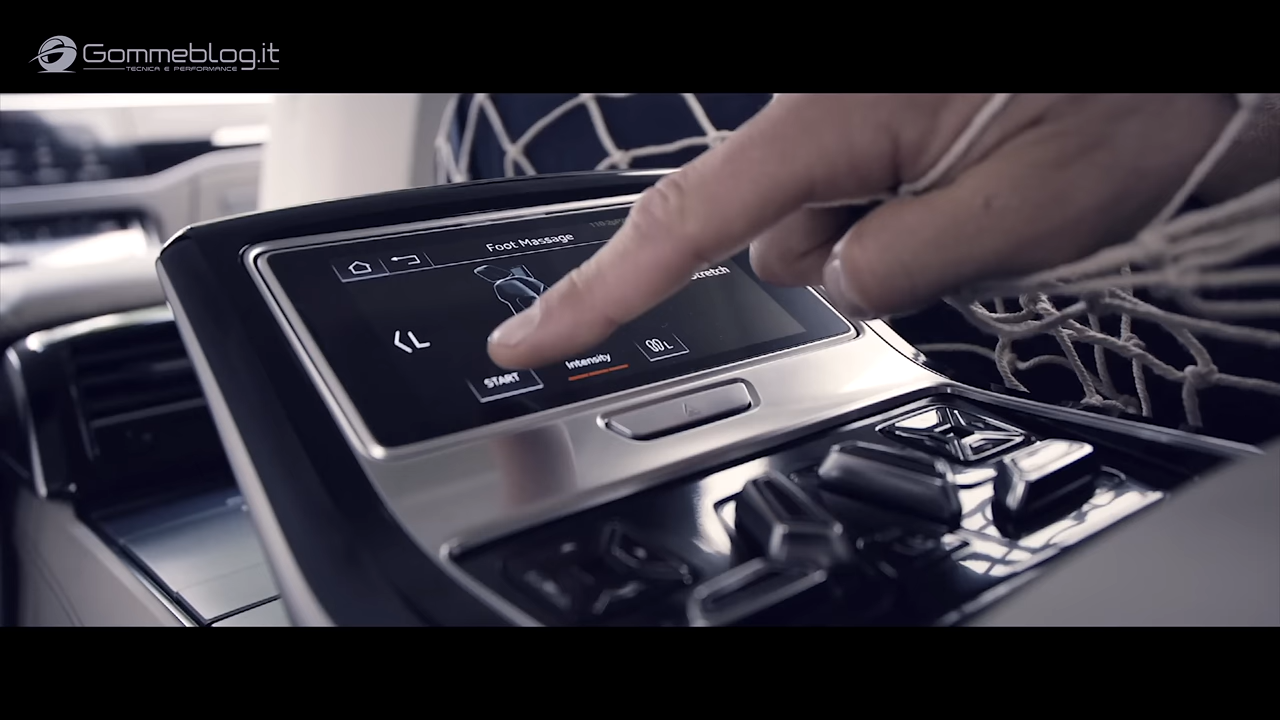 Gommeblog.it
TECNICA E PERFORMANCE
Foot Massage
Stretch
L
Intensity
L
START